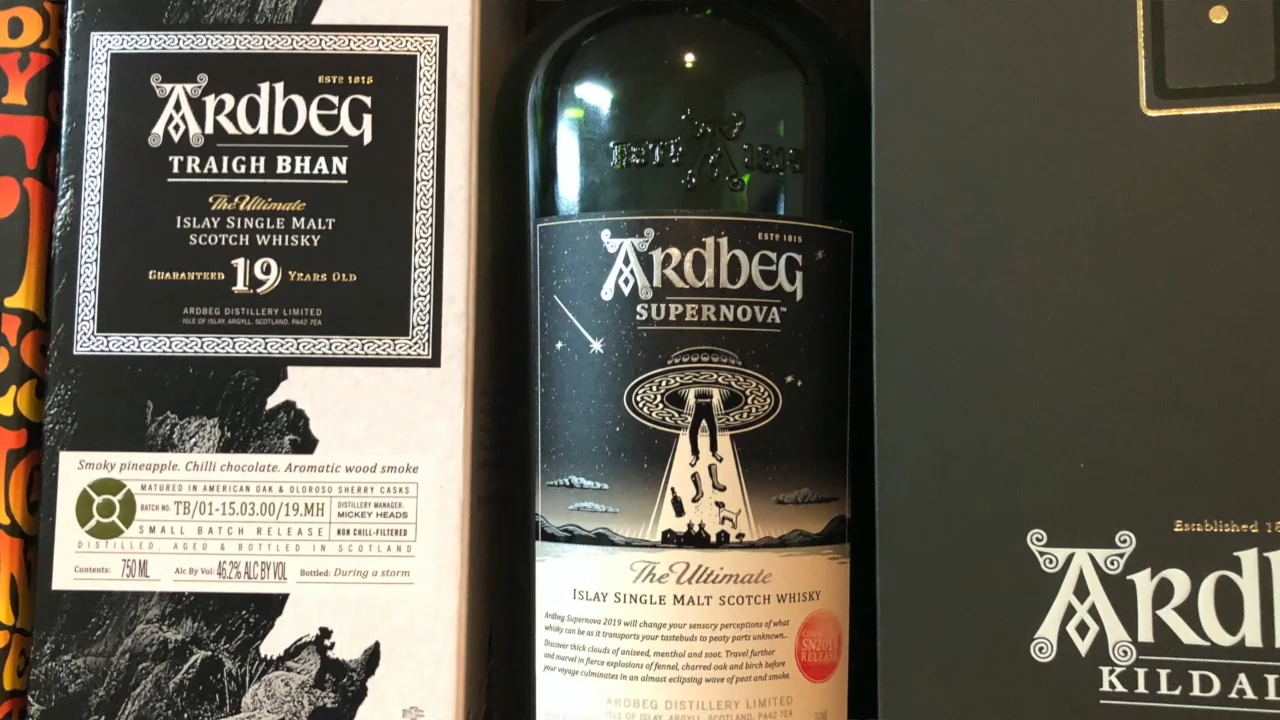 ESTD 1815
ARDBEG
TRAIGH BHAN
The Ultimate
ISLAY SINGLE MALT
SCOTCH WHISKY
GUARANTEED 19 YEARS OLD
ARDBEG DISTILLERY LIMITED
ISLE OF ISLAY, ARGYLL, SCOTLAND, PA42 7EA
Smoky pineapple. Chilli chocolate. Aromatic wood smoke
MATURED IN AMERICAN OAK & OLOROSO SHERRY CASKS
BATCH NO: TB/01-15.03.00/19.MH
DISTILLERY MANAGER:
MICKEY HEADS
SMALL BATCH RELEASE
NON CHILL-FILTERED
DISTILLED, AGED & BOTTLED IN SCOTLAND
Contents: 750 ML Alc By Vol: 46.2% ALC BY VOL Bottled: During a storm
ESTD 1815
ESTD 1815
ARDBEG
SUPERNOVA™
The Ultimate
ISLAY SINGLE MALT SCOTCH WHISKY
Ardbeg Supernova 2019 will change your sensory perceptions of what
whisky can be as it transports your tastebuds to peaty parts unknown...
Discover thick clouds of aniseed, menthol and soot. Travel further
and marvel in fierce explosions of fennel, charred oak and birch before
your voyage culminates in an almost eclipsing wave of peat and smoke.
SN2019
RELEASE
ARDBEG DISTILLERY LIMITED
ISLE OF ISLAY, ARGYLL, SCOTLAND, PA42 7EA
Established
ARDB
KILDAL